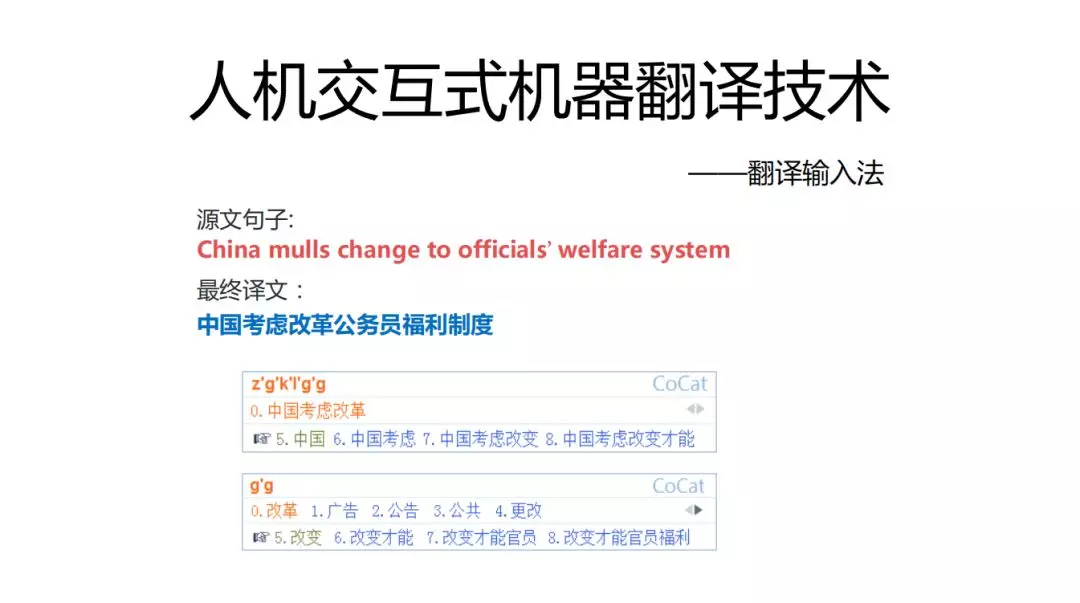 人机交互式机器翻译技术
——翻译输入法
源文句子:
China mulls change to officials’ welfare system
最终译文：
中国考虑改革公务员福利制度
z'g'k'l'g'g CoCat
0.中国考虑改革
5.中国 6.中国考虑 7.中国考虑改变 8.中国考虑改变才能
g'g CoCat
0.改革 1.广告 2.公告 3.公共 4.更改
5.改变 6.改变才能 7.改变才能官员 8.改变才能官员福利